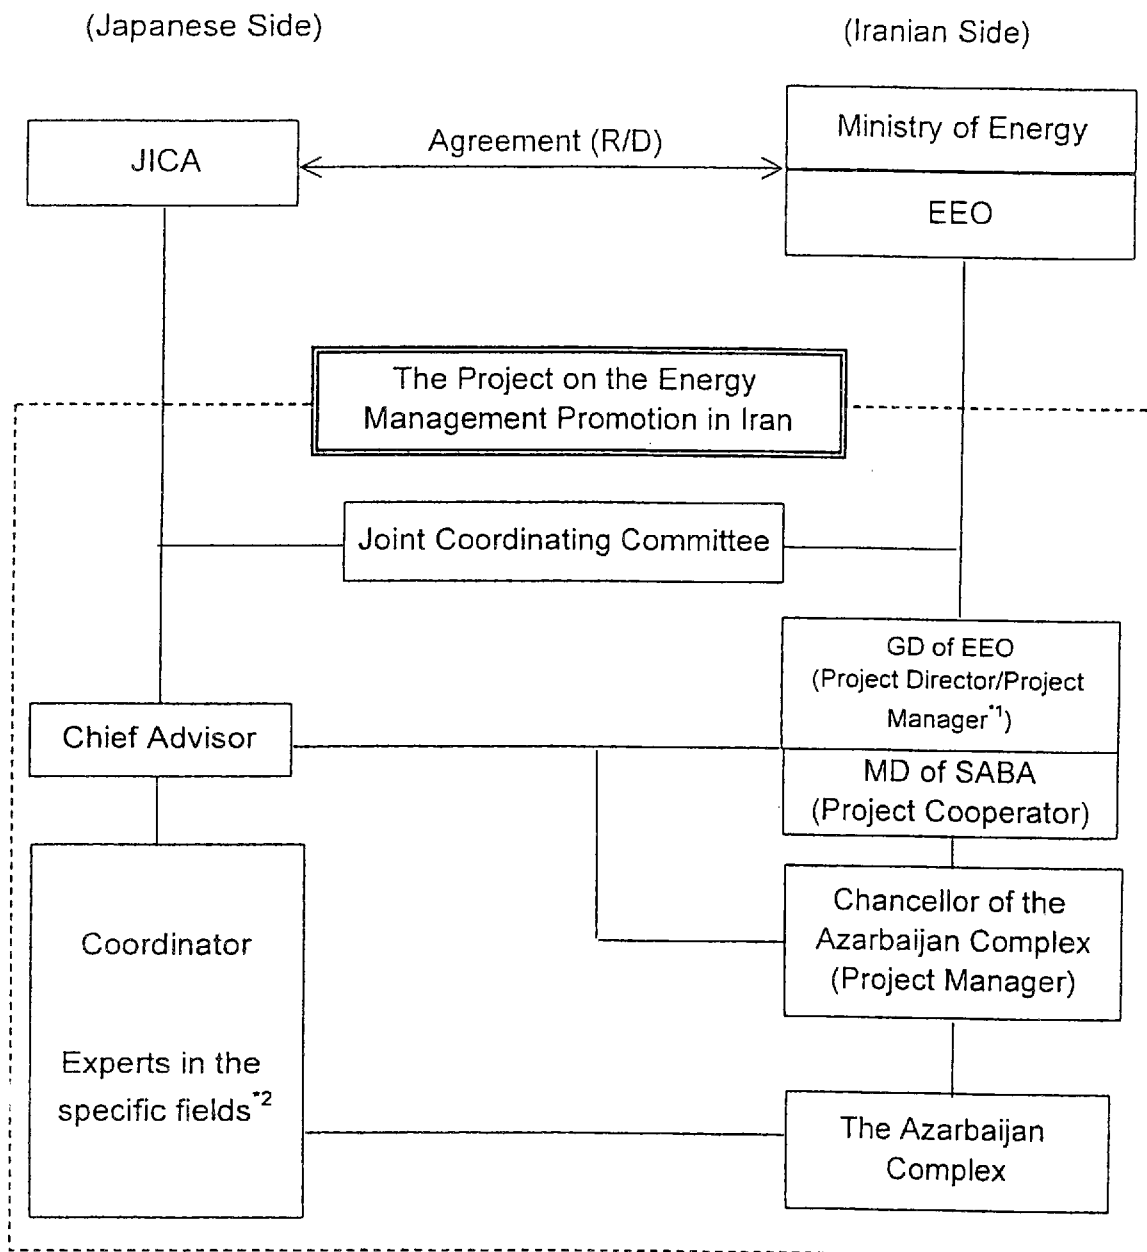 (Japanese Side)
(Iranian Side)
JICA
Agreement (R/D)
Ministry of Energy
EEO
The Project on the Energy
Management Promotion in Iran
Joint Coordinating Committee
GD of EEO
(Project Director/Project
Manager*1)
Chief Advisor
MD of SABA
(Project Cooperator)
Chancellor of the
Azarbaijan Complex
(Project Manager)
Coordinator
Experts in the
specific fields*2
The Azarbaijan
Complex